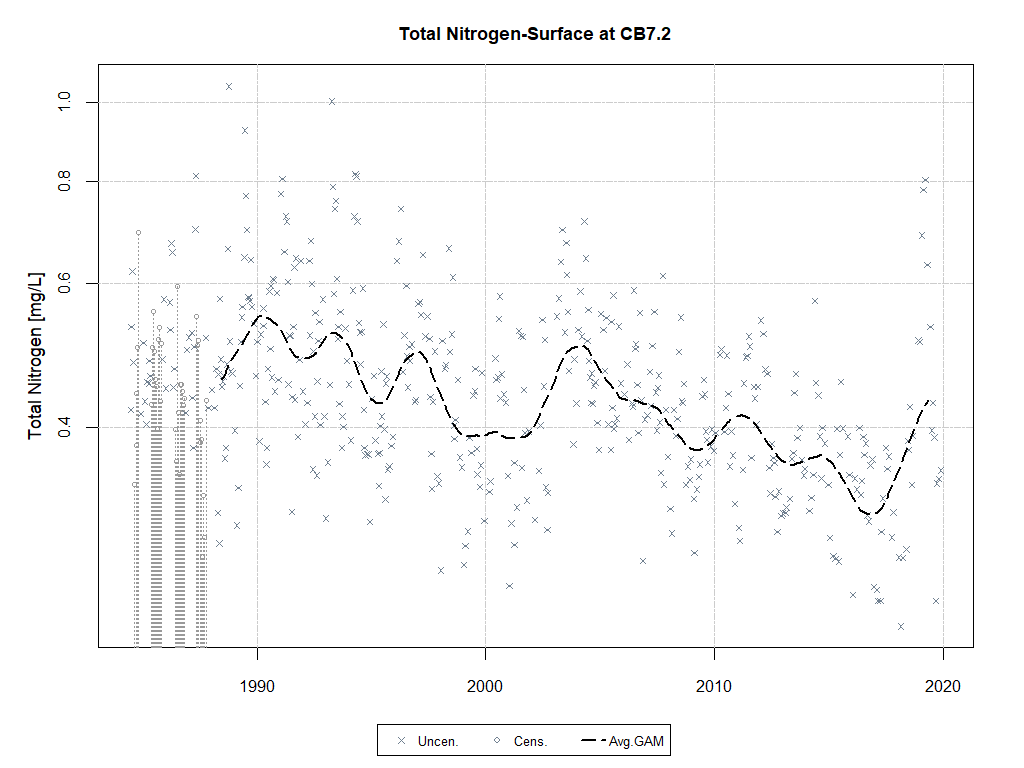 Total Nitrogen-Surface at CB7.2
Total Nitrogen [mg/L]
1.0
0.8
0.6
0.4
1990 2000 2010 2020
Uncen. Cens. Avg.GAM